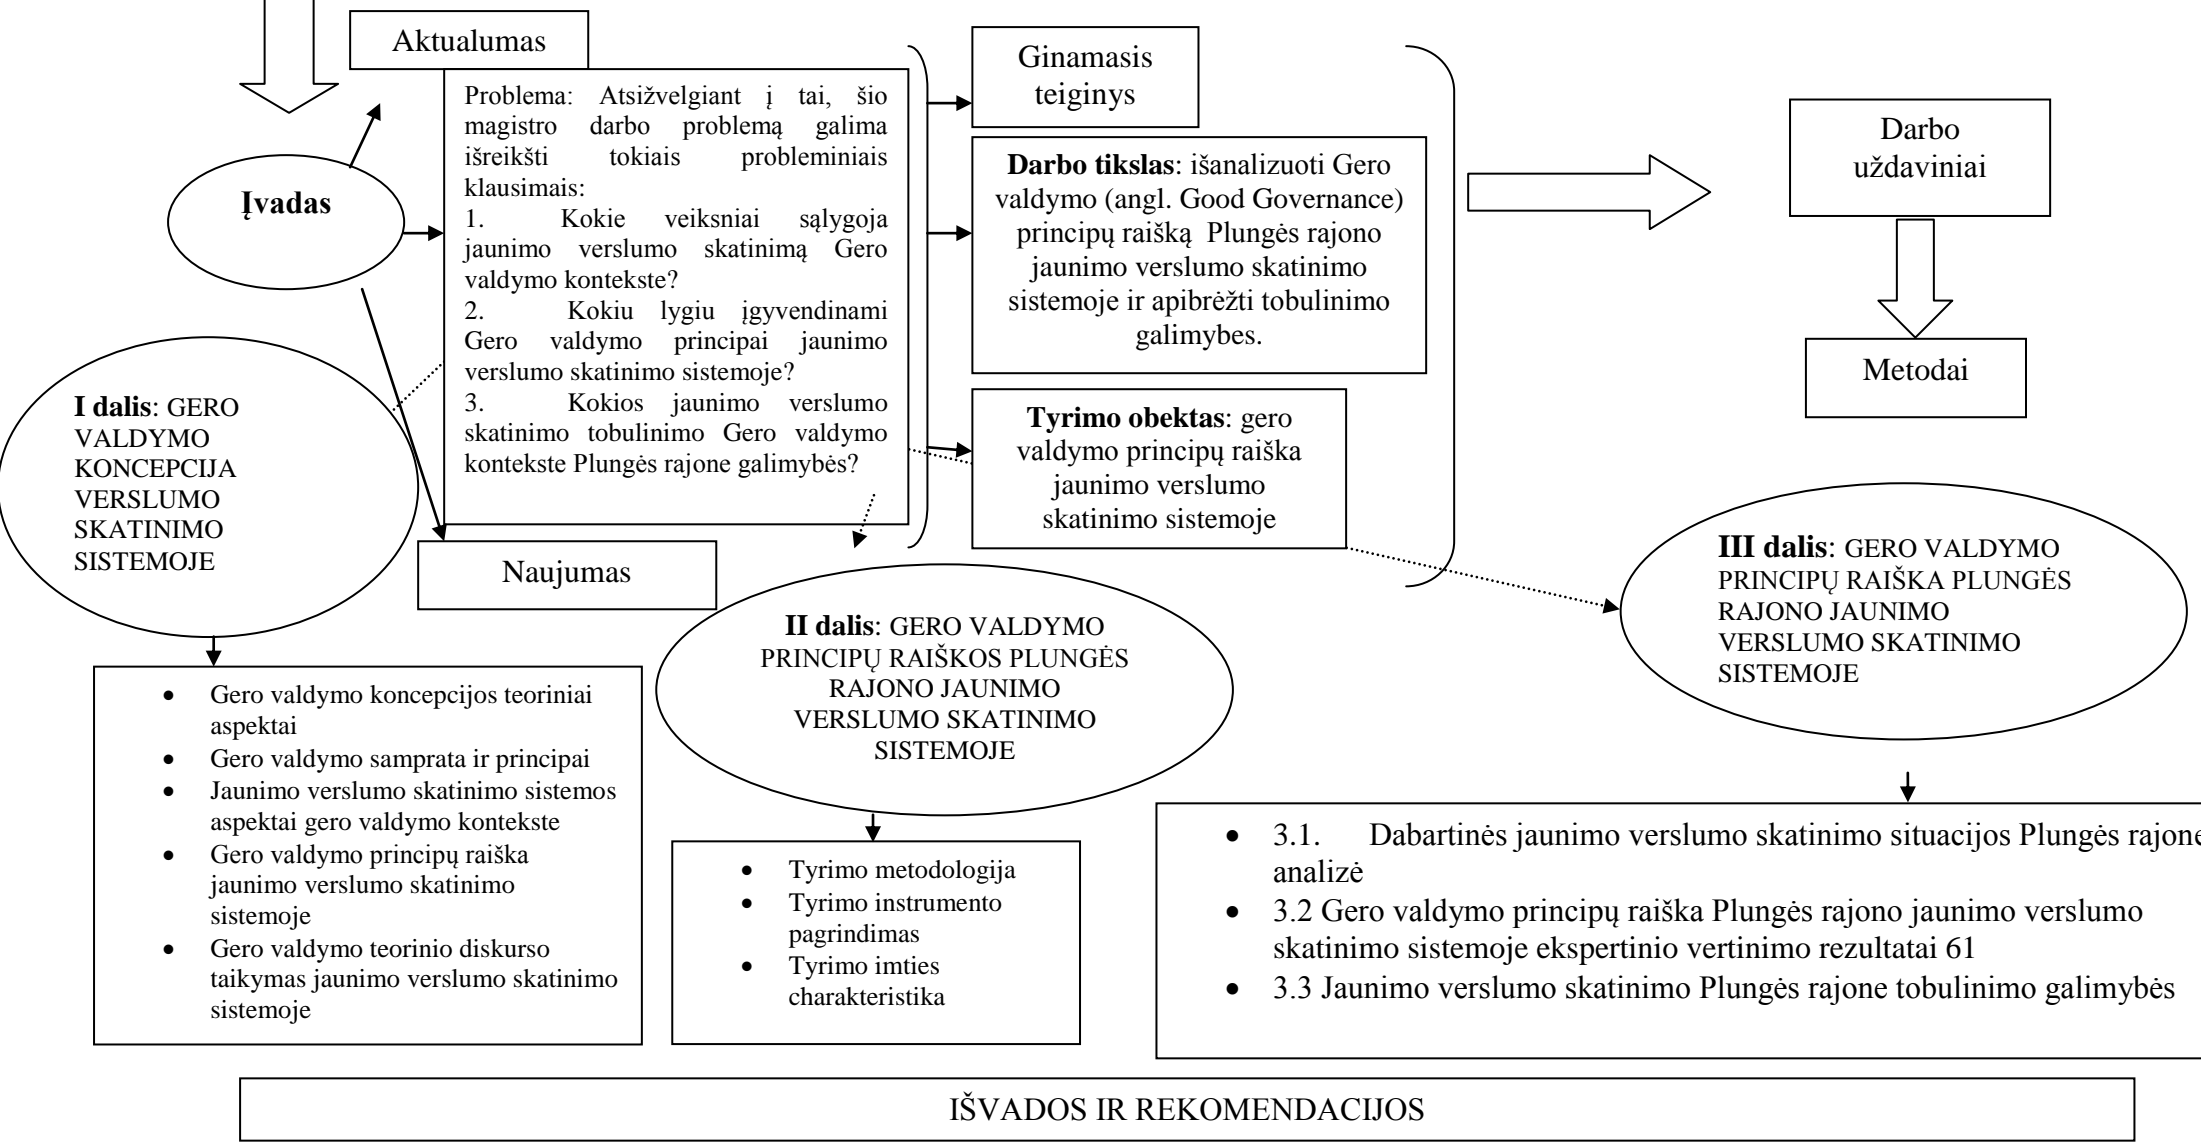 Aktualumas
Įvadas
Problema: Atsižvelgiant į tai, šio
magistro darbo problemą galima
išreikšti tokiais probleminiais
klausimais:
1. Kokie veiksniai sąlygoja
jaunimo verslumo skatinimą Gero
valdymo kontekste?
2. Kokiu lygiu įgyvendinami
Gero valdymo principai jaunimo
verslumo skatinimo sistemoje?
3. Kokios jaunimo verslumo
skatinimo tobulinimo Gero valdymo
kontekste Plungės rajone galimybės?
Naujumas
Ginamasis
teiginys
Darbo tikslas: išanalizuoti Gero
valdymo (angl. Good Governance)
principų raišką Plungės rajono
jaunimo verslumo skatinimo
sistemoje ir apibrėžti tobulinimo
galimybes.
Tyrimo obektas: gero
valdymo principų raiška
jaunimo verslumo
skatinimo sistemoje
Darbo
uždaviniai
Metodai
I dalis: GERO
VALDYMO
KONCEPCIJA
VERSLUMO
SKATINIMO
SISTEMOJE
II dalis: GERO VALDYMO
PRINCIPŲ RAIŠKOS PLUNGĖS
RAJONO JAUNIMO
VERSLUMO SKATINIMO
SISTEMOJE
III dalis: GERO VALDYMO
PRINCIPŲ RAIŠKA PLUNGĖS
RAJONO JAUNIMO
VERSLUMO SKATINIMO
SISTEMOJE
• Gero valdymo koncepcijos teoriniai
aspektai
• Gero valdymo samprata ir principai
• Jaunimo verslumo skatinimo sistemos
aspektai gero valdymo kontekste
• Gero valdymo principų raiška
jaunimo verslumo skatinimo
sistemoje
• Gero valdymo teorinio diskurso
taikymas jaunimo verslumo skatinimo
sistemoje
• Tyrimo metodologija
• Tyrimo instrumento
pagrindimas
• Tyrimo imties
charakteristika
• 3.1. Dabartinės jaunimo verslumo skatinimo situacijos Plungės rajone
analizė
• 3.2 Gero valdymo principų raiška Plungės rajono jaunimo verslumo
skatinimo sistemoje ekspertinio vertinimo rezultatai 61
• 3.3 Jaunimo verslumo skatinimo Plungės rajone tobulinimo galimybės
IŠVADOS IR REKOMENDACIJOS